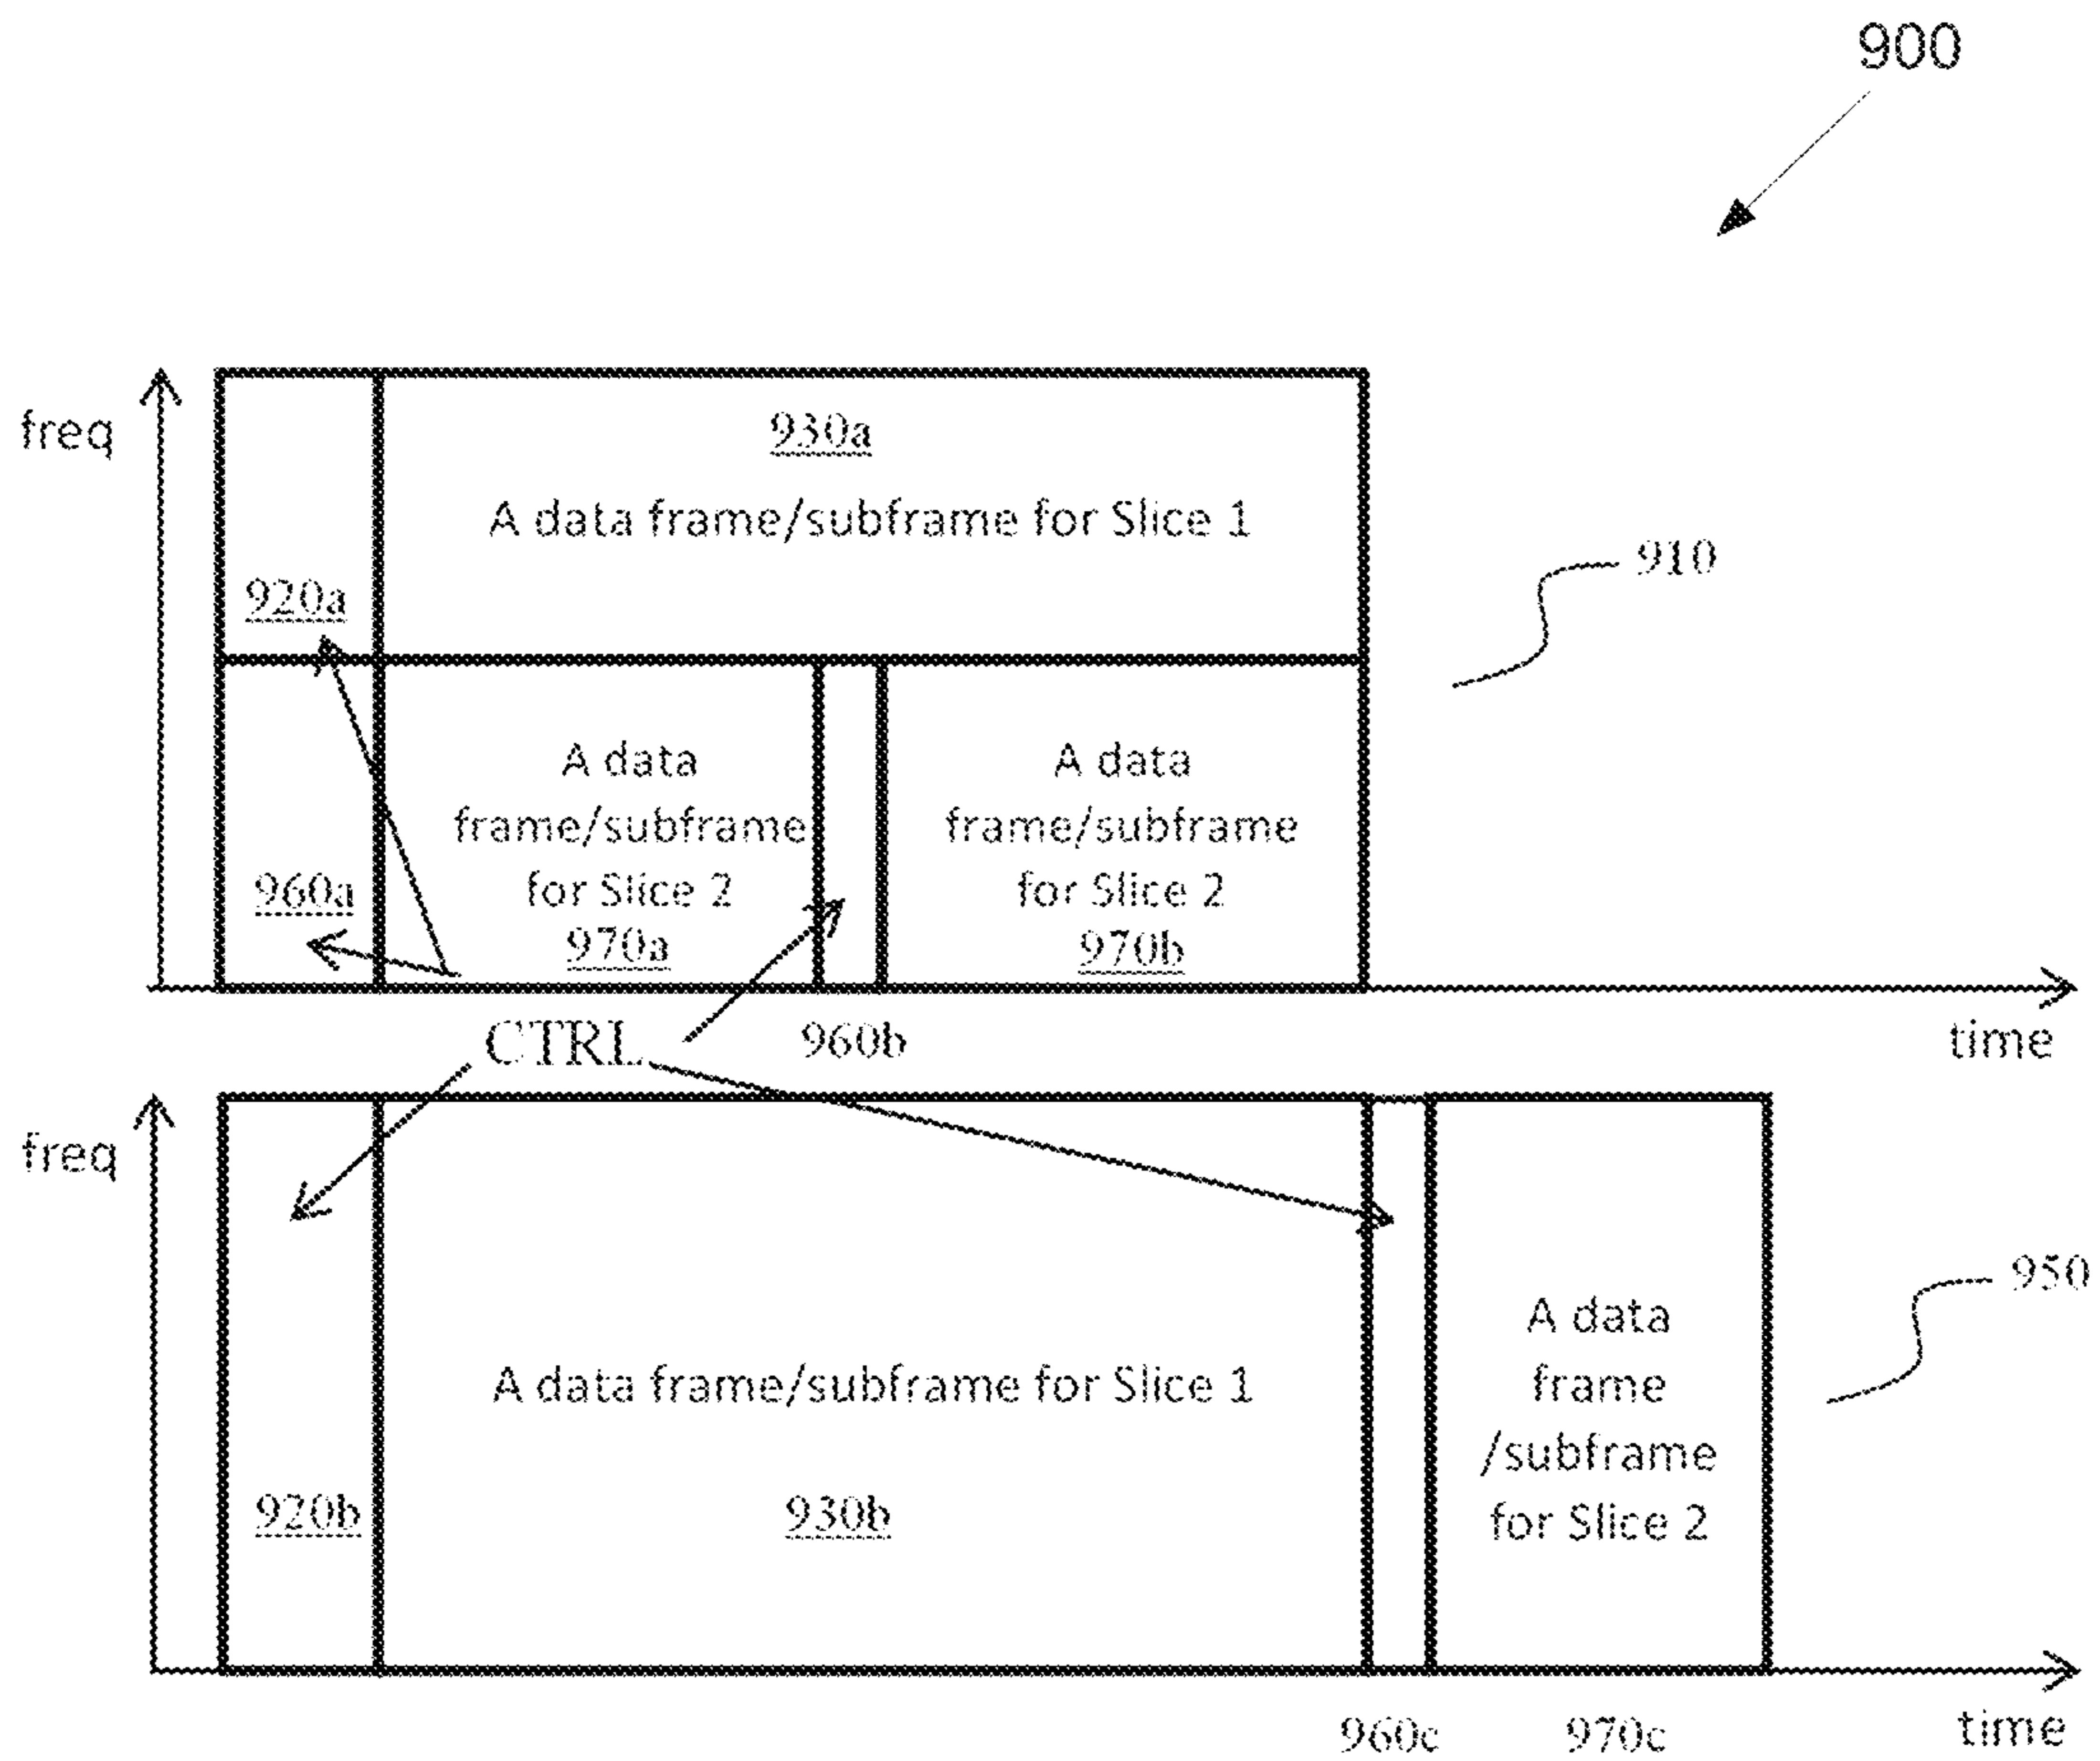 900
freq
930a
A data frame/subframe for Slice 1
910
920a
A data
frame/subframe
for Slice 2
970a
A data
frame/subframe
for Slice 2
970b
960a
CTRL
960b
time
freq
950
A data
frame
/subframe
for Slice 2
A data frame/subframe for Slice 1
920b
930b
960c
970c
time